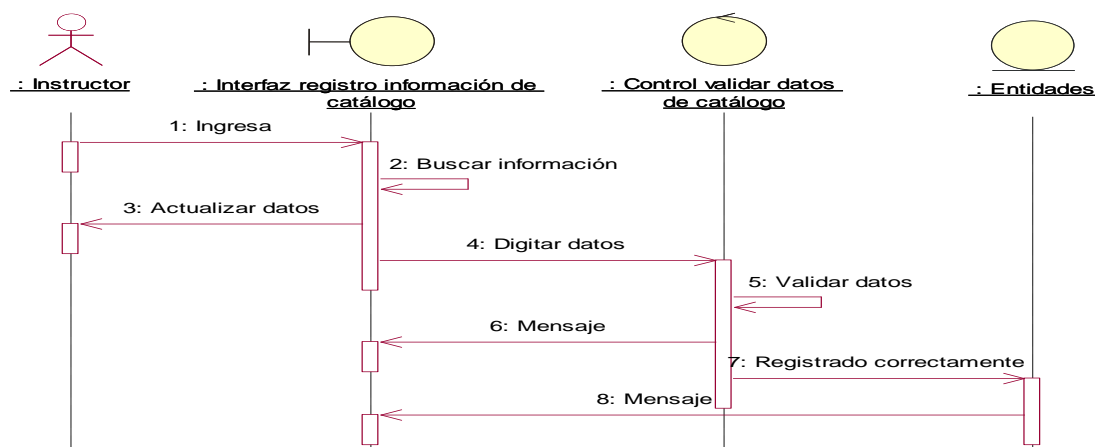 : Instructor
: Interfaz registro información de
catálogo
: Control validar datos
de catálogo
: Entidades
1: Ingresa
2: Buscar información
3: Actualizar datos
4: Digitar datos
5: Validar datos
6: Mensaje
7: Registrado correctamente
8: Mensaje